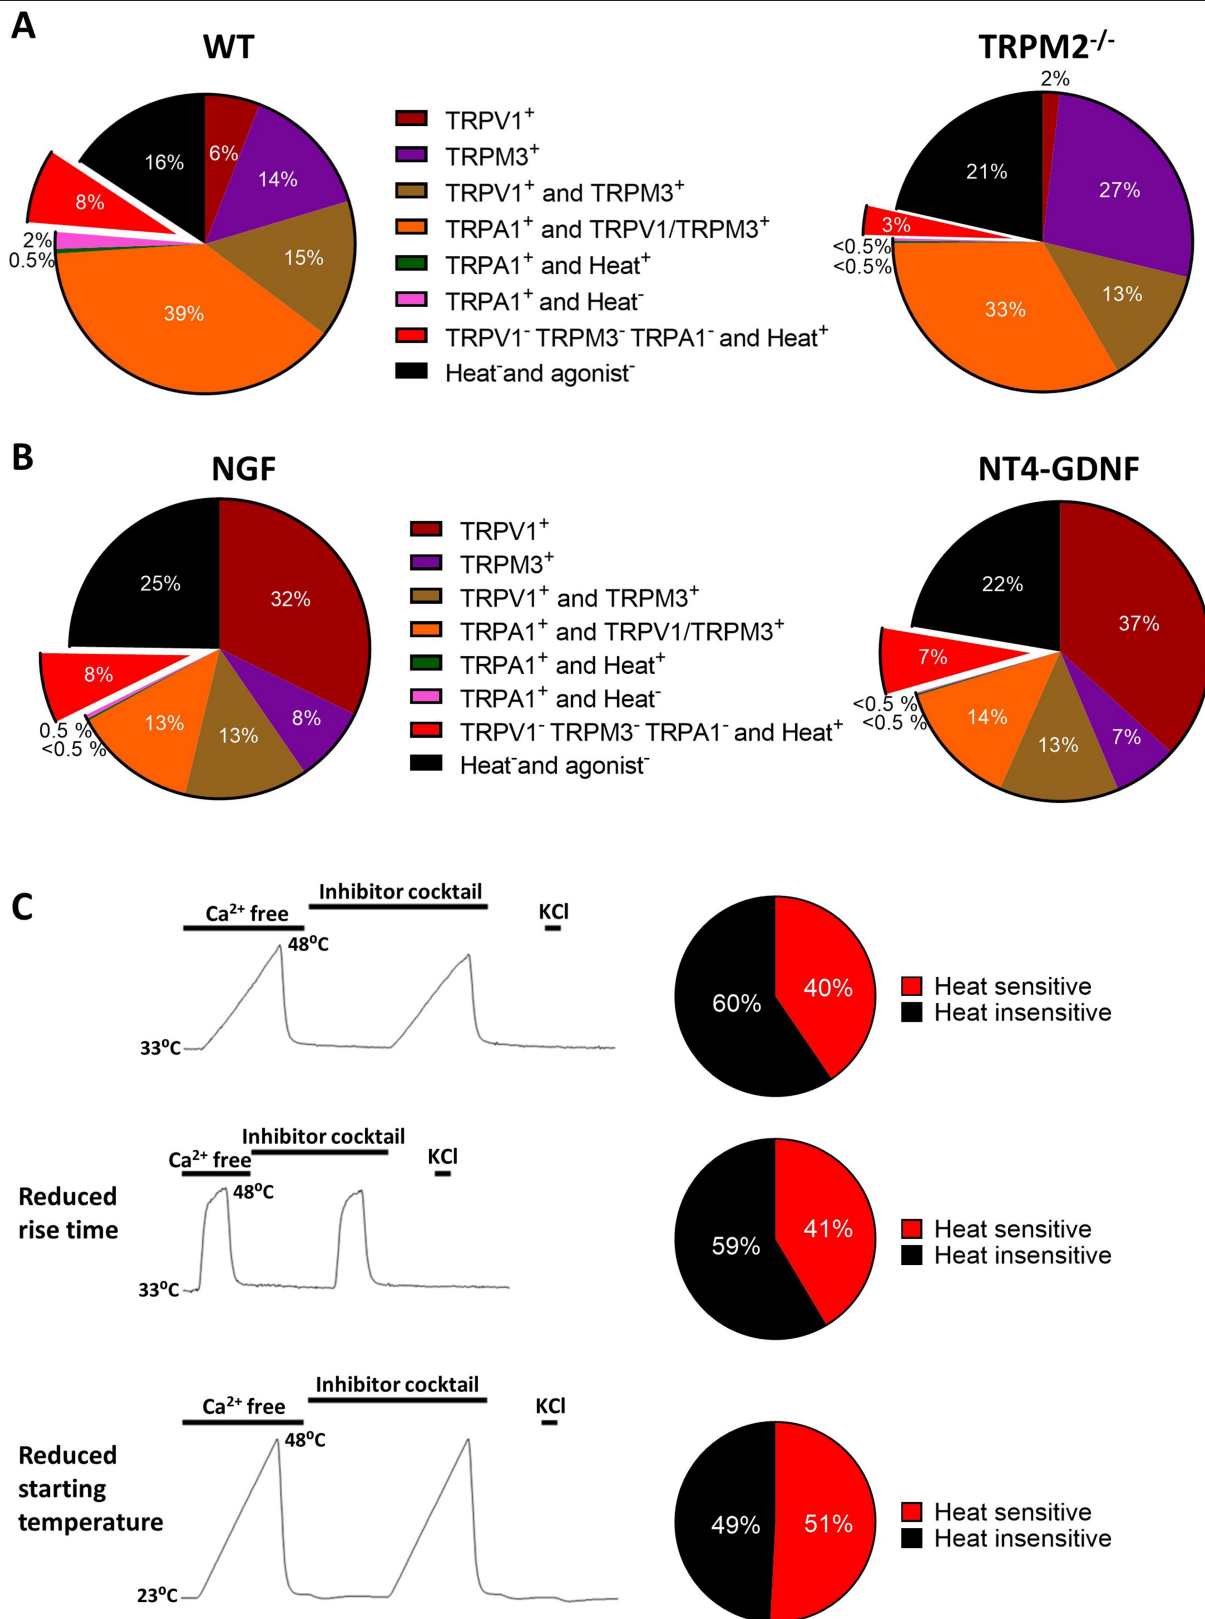 A
WT
TRPM2-/-
2%
16%
6%
14%
8%
2%
0.5%
15%
39%
TRPV1+
TRPM3+
TRPV1+ and TRPM3+
TRPA1+ and TRPV1/TRPM3+
TRPA1+ and Heat+
TRPA1+ and Heat-
TRPV1- TRPM3- TRPA1- and Heat+
Heat-and agonist-
21%
27%
3%
<0.5%
<0.5%
13%
33%
B
NGF
NT4-GDNF
25%
32%
8%
0.5 %
<0.5 %
13%
13%
8%
TRPV1+
TRPM3+
TRPV1+ and TRPM3+
TRPA1+ and TRPV1/TRPM3+
TRPA1+ and Heat+
TRPA1+ and Heat-
TRPV1- TRPM3- TRPA1- and Heat+
Heat-and agonist-
22%
37%
7%
<0.5 %
<0.5 %
14%
13%
7%
C
Inhibitor cocktail
Ca2+ free
KCl
48oC
33oC
60%
40%
Heat sensitive
Heat insensitive
Reduced
rise time
Inhibitor cocktail
Ca2+ free
KCl
48oC
33oC
59%
41%
Heat sensitive
Heat insensitive
Reduced
starting
temperature
Inhibitor cocktail
Ca2+ free
KCl
48oC
23oC
49%
51%
Heat sensitive
Heat insensitive